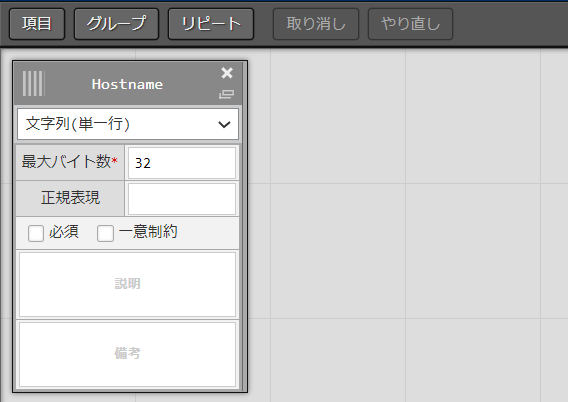 項目 グループ リピート 取り消し やり直し
Hostname
文字列(単一行)
最大バイト数* 32
正規表現
必須 一意制約
説明
備考